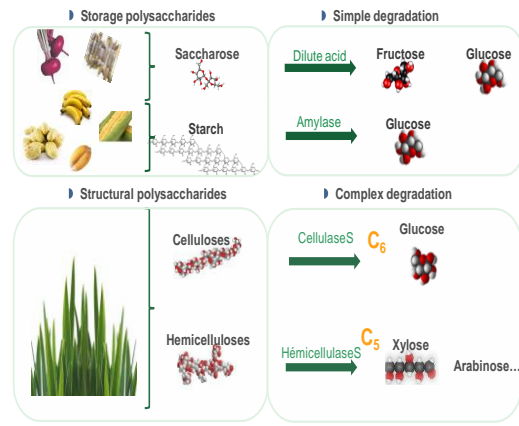 Storage polysaccharides
Simple degradation
Saccharose
Dilute acid
Fructose
Glucose
Starch
Amylase
Glucose
Structural polysaccharides
Complex degradation
Celluloses
CellulaseS
C6
Glucose
Hemicelluloses
HémicellulaseS
C5
Xylose
Arabinose...